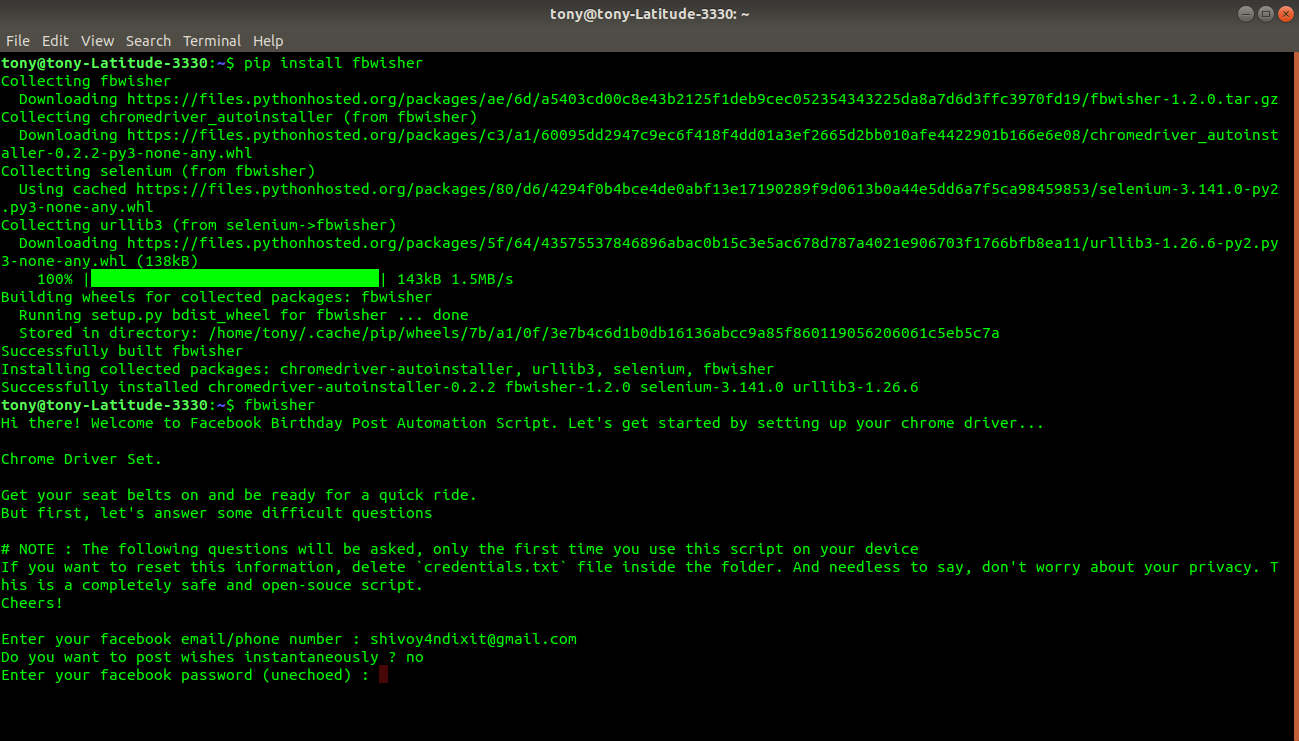 tony@tony-Latitude-3330: ~
File Edit View Search Terminal Help
tony@tony-Latitude-3330:~$ pip install fbwisher
Collecting fbwisher
  Downloading https://files.pythonhosted.org/packages/ae/6d/a5403cd00c8e43b2125f1deb9cec052354343225da8a7d6d3ffc3970fd19/fbwisher-1.2.0.tar.gz
Collecting chromedriver_autoinstaller (from fbwisher)
  Downloading https://files.pythonhosted.org/packages/c3/a1/60095dd2947c9ec6f418f4dd01a3ef2665d2bb010afe4422901b166e6e08/chromedriver_autoinst
aller-0.2.2-py3-none-any.whl
Collecting selenium (from fbwisher)
  Using cached https://files.pythonhosted.org/packages/80/d6/4294f0b4bce4de0abf13e17190289f9d0613b0a44e5dd6a7f5ca98459853/selenium-3.141.0-py2
.py3-none-any.whl
Collecting urllib3 (from selenium->fbwisher)
  Downloading https://files.pythonhosted.org/packages/5f/64/43575537846896abac0b15c3e5ac678d787a4021e906703f1766bfb8ea11/urllib3-1.26.6-py2.py
3-none-any.whl (138kB)
    100% || 143kB 1.5MB/s
Building wheels for collected packages: fbwisher
  Running setup.py bdist_wheel for fbwisher ... done
  Stored in directory: /home/tony/.cache/pip/wheels/7b/a1/0f/3e7b4c6d1b0db16136abcc9a85f860119056206061c5eb5c7a
Successfully built fbwisher
Installing collected packages: chromedriver-autoinstaller, urllib3, selenium, fbwisher
Successfully installed chromedriver-autoinstaller-0.2.2 fbwisher-1.2.0 selenium-3.141.0 urllib3-1.26.6
tony@tony-Latitude-3330:~$ fbwisher
Hi there! Welcome to Facebook Birthday Post Automation Script. Let's get started by setting up your chrome driver...
Chrome Driver Set.
Get your seat belts on and be ready for a quick ride.
But first, let's answer some difficult questions
# NOTE : The following questions will be asked, only the first time you use this script on your device
If you want to reset this information, delete `credentials.txt` file inside the folder. And needless to say, don't worry about your privacy. T
his is a completely safe and open-souce script.
Cheers!
Enter your facebook email/phone number : shivoy4ndixit@gmail.com
Do you want to post wishes instantaneously ? no
Enter your facebook password (unechoed) :